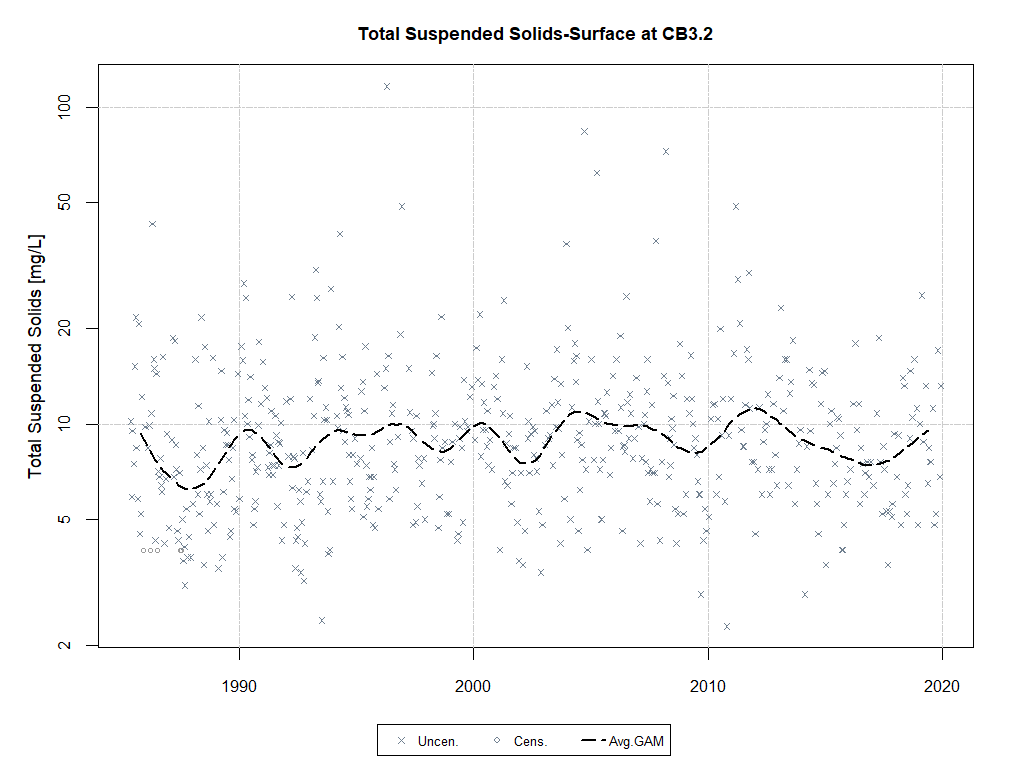 Total Suspended Solids-Surface at CB3.2
Total Suspended Solids [mg/L]
100
50
20
10
5
2
1990 2000 2010 2020
Uncen. Cens. Avg.GAM